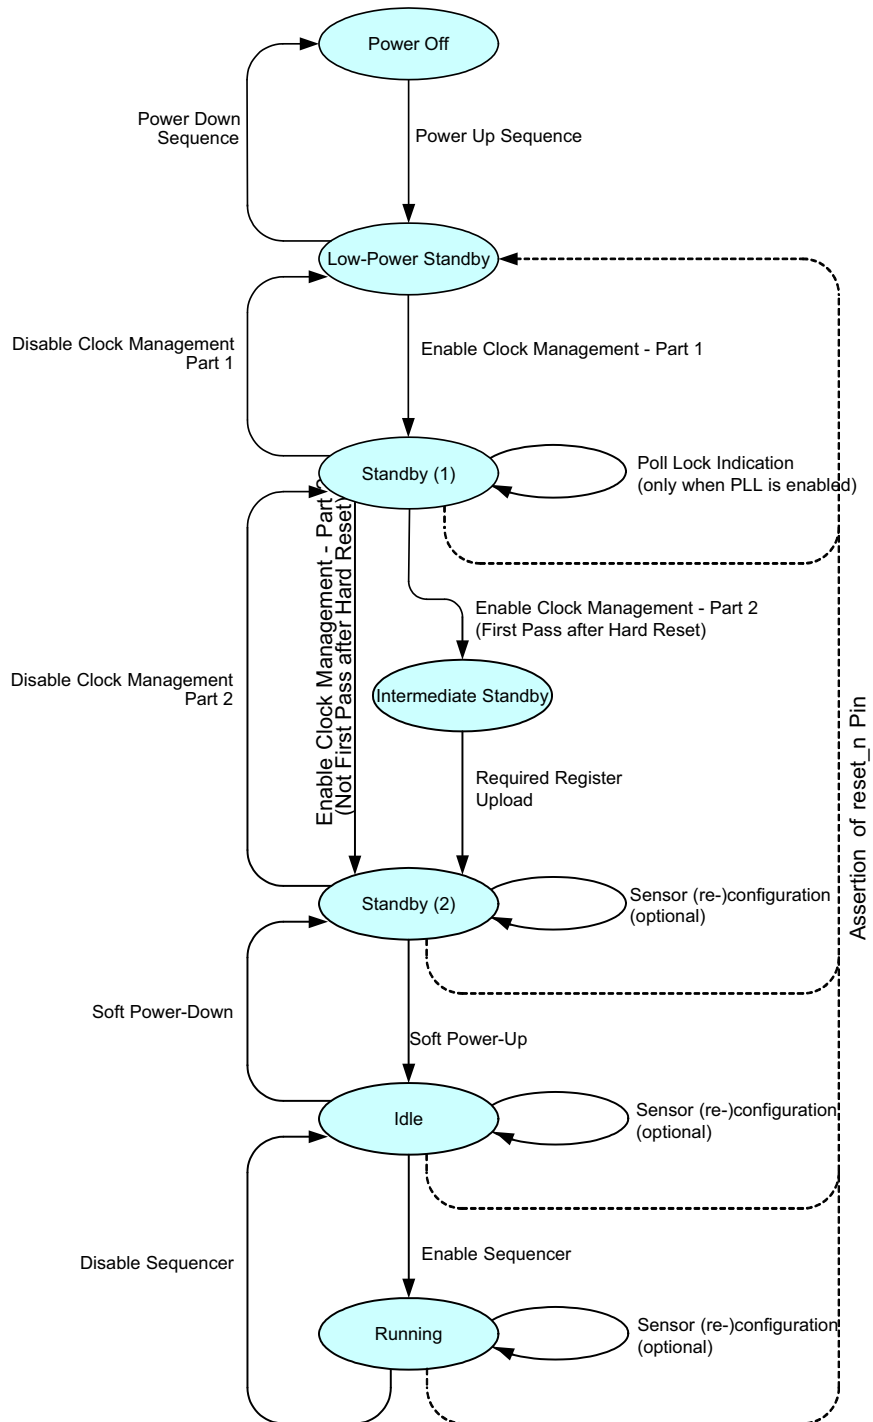 Power Off
Power Down
Sequence
Power Up Sequence
Low-Power Standby
Disable Clock Management
Part 1
Enable Clock Management - Part 1
Standby (1)
Poll Lock Indication
(only when PLL is enabled)
Enable Clock Management - Part
(Not First Pass after Hard Reset)
Enable Clock Management - Part 2
(First Pass after Hard Reset)
Disable Clock Management
Part 2
Intermediate Standby
Assertion of reset_n Pin
Required Register
Upload
Standby (2)
Sensor (re-)configuration
(optional)
Soft Power-Down
Soft Power-Up
Idle
Sensor (re-)configuration
(optional)
Disable Sequencer
Enable Sequencer
Running
Sensor (re-)configuration
(optional)